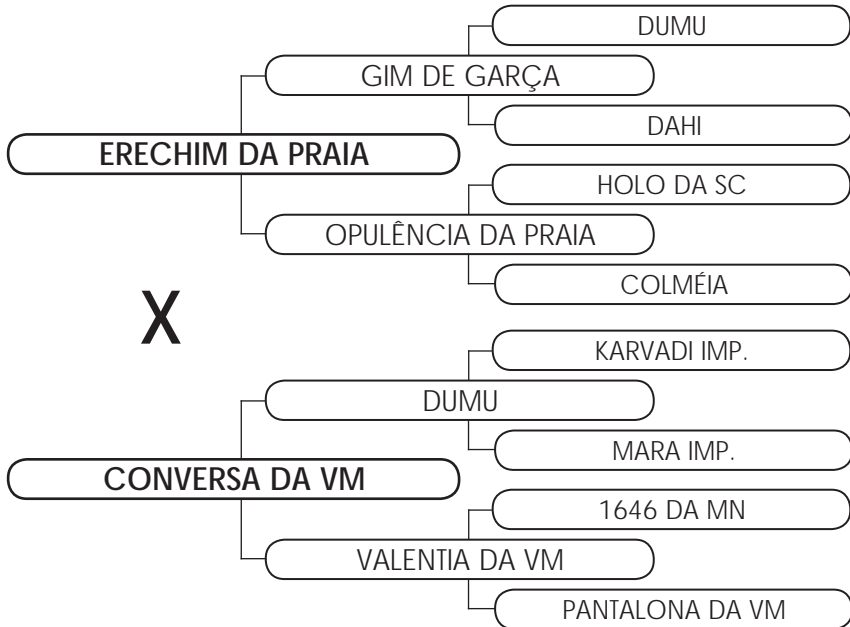 DUMU
GIM DE GARÇA
DAHI
ERECHIM DA PRAIA
HOLO DA SC
OPULÊNCIA DA PRAIA
COLMÉIA
X
KARVADI IMP.
DUMU
MARA IMP.
CONVERSA DA VM
1646 DA MN
VALENTIA DA VM
PANTALONA DA VM